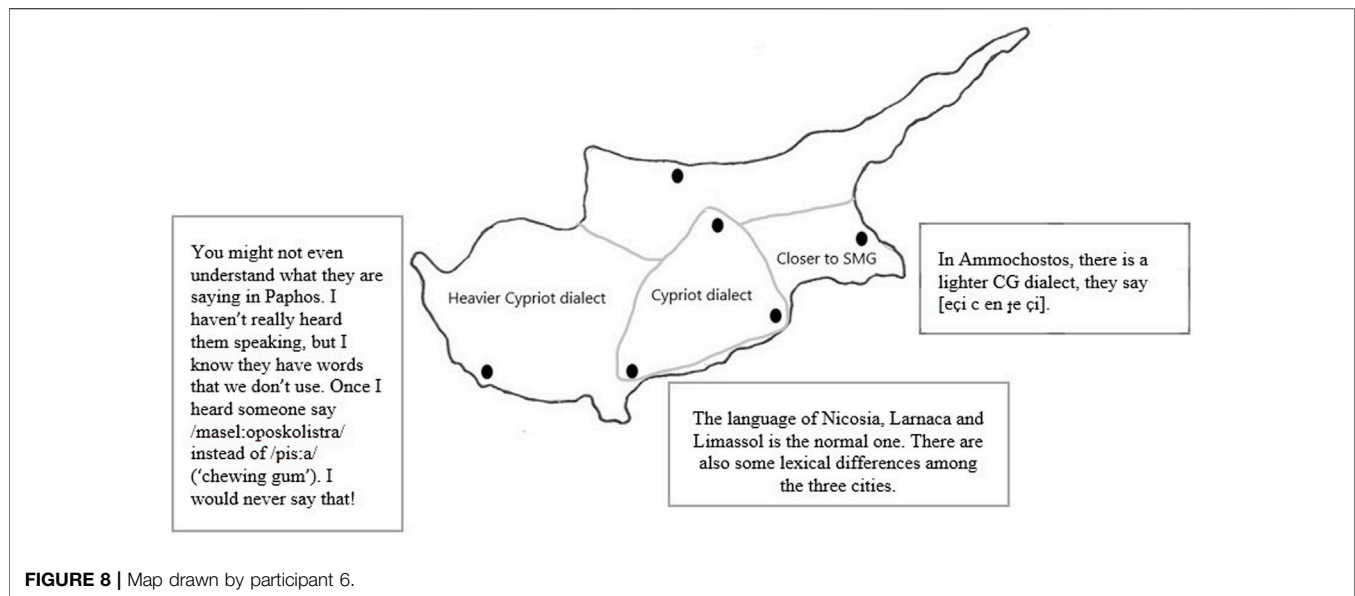 You might not even
understand what they are
saying in Paphos. I
haven't really heard
them speaking, but I
know they have words
that we don't use. Once I
heard someone say
/masel:oposkolistra/
instead of /pis:a/
('chewing gum'). I
would never say that!
Heavier Cypriot dialect
Cypriot dialect
Closer to SMG
In Ammochostos, there is a
lighter CG dialect, they say
[eçi c en ɟe çi].
The language of Nicosia, Larnaca and
Limassol is the normal one. There are
also some lexical differences among
the three cities.
FIGURE 8 | Map drawn by participant 6.